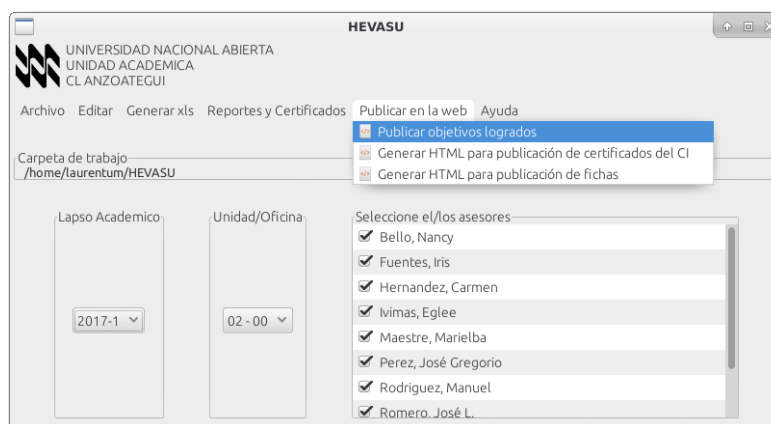 HEVASU
UNIVERSIDAD NACIONAL ABIERTA
UNIDAD ACADEMICA
CL ANZOATEGUI
Archivo Editar Generar xls Reportes y Certificados Publicar en la web Ayuda
Publicar objetivos logrados
Generar HTML para publicación de certificados del CI
Generar HTML para publicación de fichas
Carpeta de trabajo
/home/laurentum/HEVASU
Lapso Academico
2017-1
Unidad/Oficina
02 - 00
Seleccione el/los asesores
Bello, Nancy
Fuentes, Iris
Hernandez, Carmen
Ivimas, Eglee
Maestre, Marielba
Perez, José Gregorio
Rodriguez, Manuel
Romero, José L.